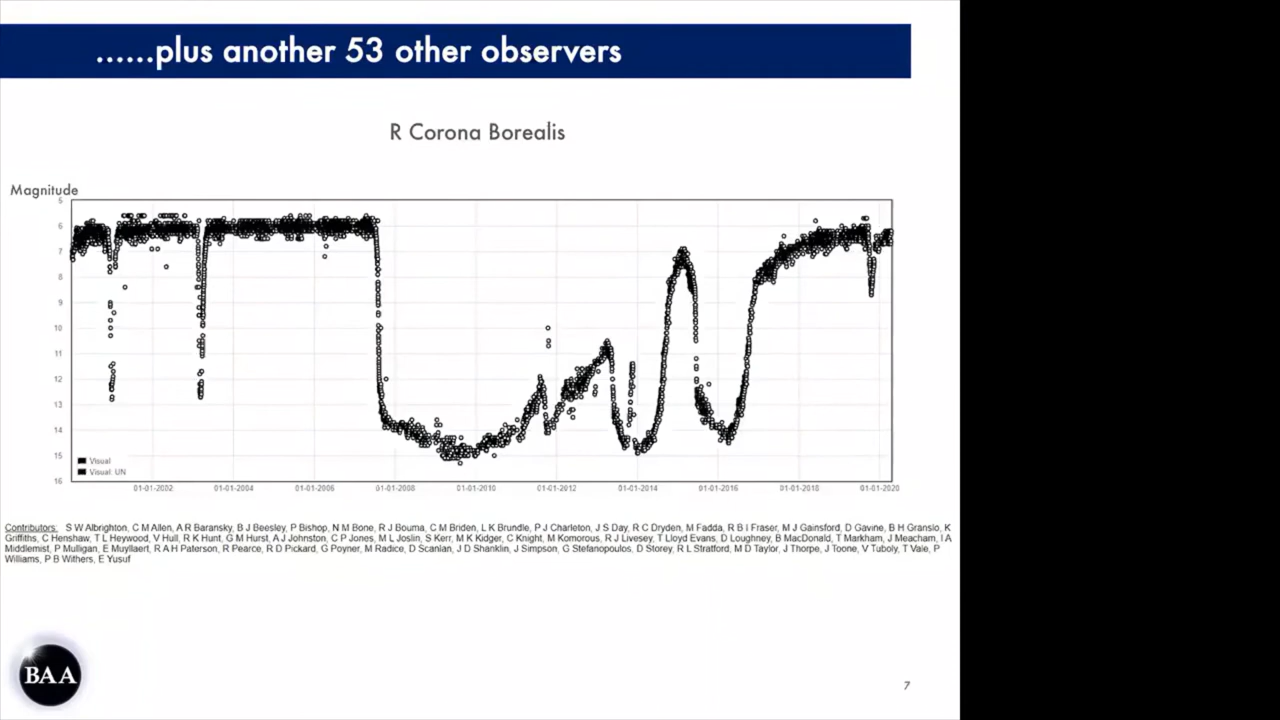 ......plus another 53 other observers
R Corona Borealis
Magnitude
5
6
7
8
9
10
11
12
13
14
15
16
Visual
Visual: UN
01-01-2002 01-01-2004 01-01-2006 01-01-2008 01-01-2010 01-01-2012 01-01-2014 01-01-2016 01-01-2018 01-01-2020
Contributors: S W Albrighton, C M Allen, A R Baransky, B J Beesley, P Bishop, N M Bone, R J Bouma, C M Briden, L K Brundle, P J Charleton, J S Day, R C Dryden, M Fadda, R B I Fraser, M J Gainsford, D Gavine, B H Granslo, K
Griffiths, C Henshaw, T L Heywood, V Hull, R K Hunt, G M Hurst, A J Johnston, C P Jones, M L Joslin, S Kerr, M K Kidger, C Knight, M Komorous, R J Livesey, T Lloyd Evans, D Loughney, B MacDonald, T Markham, J Meacham, I A
Middlemist, P Mulligan, E Muyllaert, R A H Paterson, R Pearce, R D Pickard, G Poyner, M Radice, D Scanlan, J D Shanklin, J Simpson, G Stefanopoulos, D Storey, R L Stratford, M D Taylor, J Thorpe, J Toone, V Tuboly, T Vale, P
Williams, P B Withers, E Yusuf
BAA
7